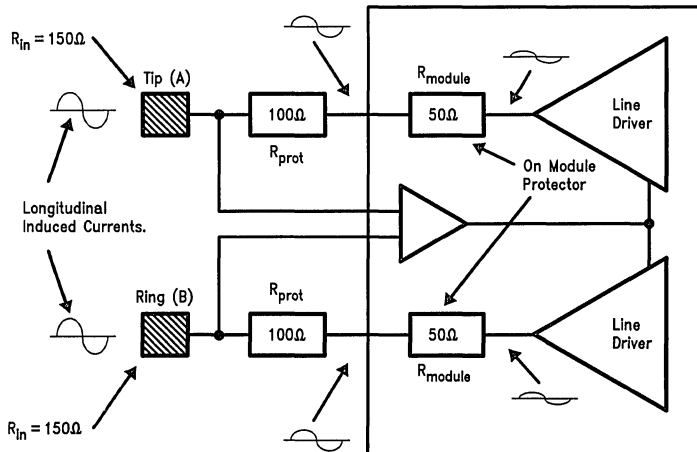 R_in = 150Ω
Tip (A)
100Ω
R_prot
R_module
50Ω
Line
Driver
On Module
Protector
Longitudinal
Induced Currents.
Ring (B)
R_prot
100Ω
50Ω
R_module
Line
Driver
R_in = 150Ω